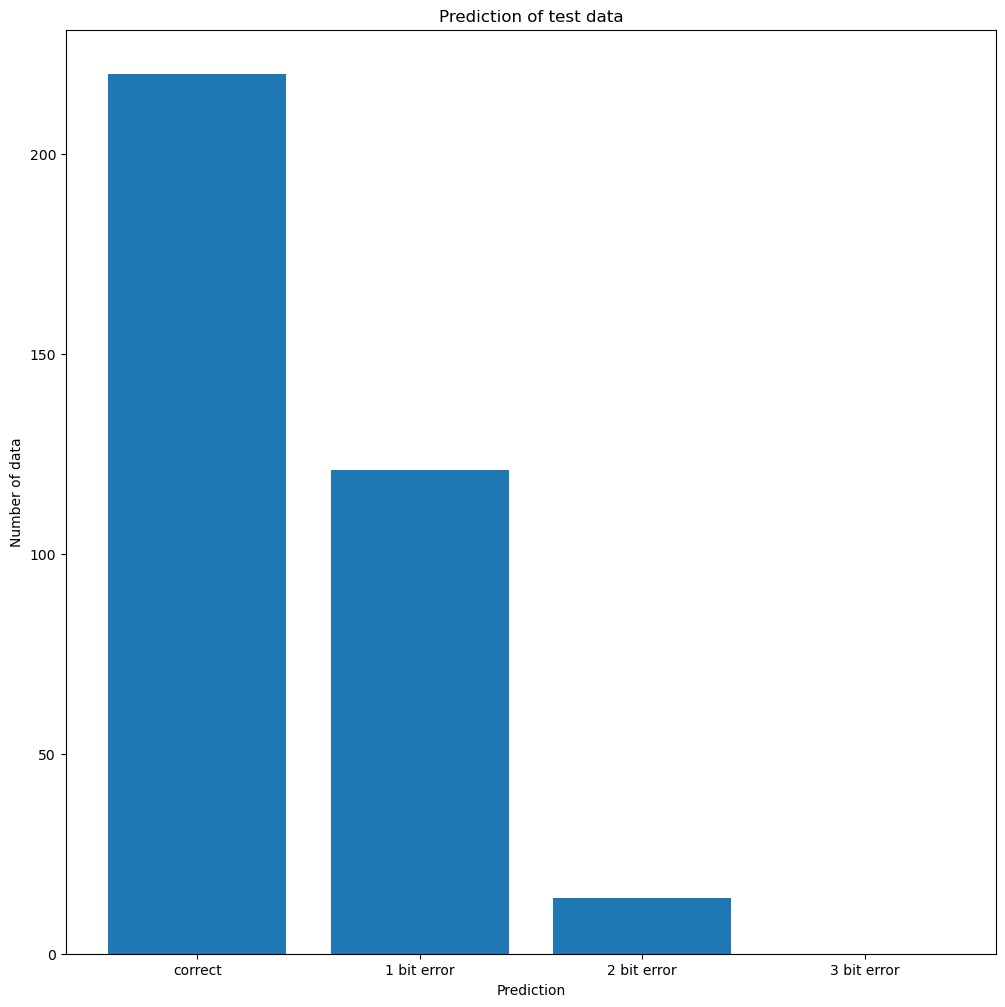 Prediction of test data
Number of data
200
150
100
50
0
correct
1 bit error
2 bit error
3 bit error
Prediction